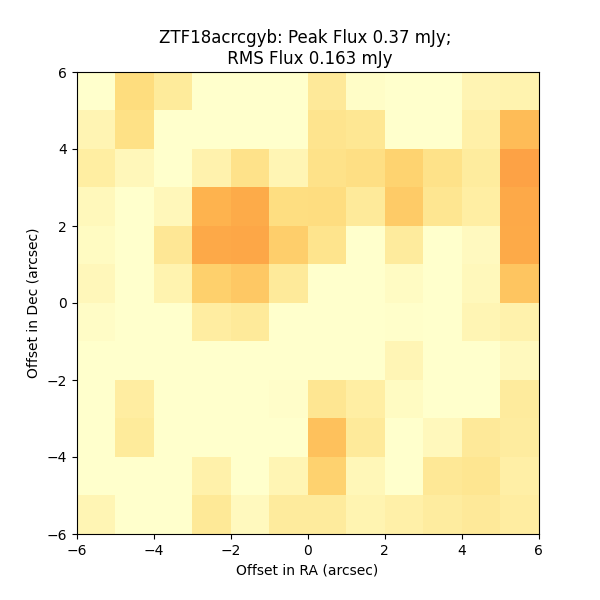 ZTF18acrcgyb: Peak Flux 0.37 mJy;
RMS Flux 0.163 mJy
6
4
2
0
−2
−4
−6
Offset in Dec (arcsec)
−6 −4 −2 0 2 4 6
Offset in RA (arcsec)